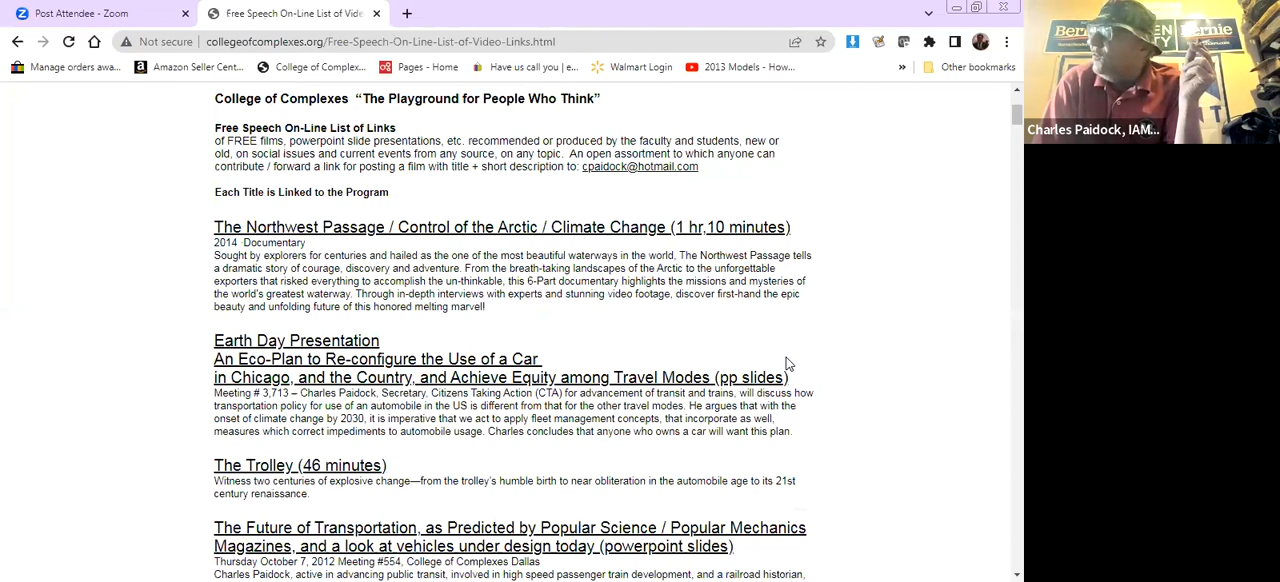 Post Attendee - Zoom
Free Speech On-Line List of Vide
Not secure
collegeofcomplexes.org/Free-Speech-On-Line-List-of-Video-Links.html
Manage orders awa...
Amazon Seller Cent...
College of Complex...
Pages - Home
Have i call you | e...
Walmart Login
2013 Models - How...
»
Other bookmarks
Bernie
EN
TY
Charles Paidock, IAM...
College of Complexes “The Playground for People Who Think”
Free Speech On-Line List of Links
of FREE films, powerpoint slide presentations, etc. recommended or produced by the faculty and students, new or
old, on social issues and current events from any source, on any topic. An open assortment to which anyone can
contribute / forward a link for posting a film with title + short description to: cpaidock@hotmail.com
Each Title is Linked to the Program
The Northwest Passage / Control of the Arctic / Climate Change (1 hr,10 minutes)
2014 ·Documentary
Sought by explorers for centuries and hailed as the one of the most beautiful waterways in the world, The Northwest Passage tells
a dramatic story of courage, discovery and adventure. From the breath-taking landscapes of the Arctic to the unforgettable
exporters that risked everything to accomplish the un-thinkable, this 6-Part documentary highlights the missions and mysteries of
the world's greatest waterway. Through in-depth interviews with experts and stunning video footage, discover first-hand the epic
beauty and unfolding future of this honored melting marvel!
Earth Day Presentation
An Eco-Plan to Re-configure the Use of a Car
in Chicago, and the Country, and Achieve Equity among Travel Modes (pp slides)
Meeting # 3,713 – Charles Paidock, Secretary, Citizens Taking Action (CTA) for advancement of transit and trains, will discuss how
transportation policy for use of an automobile in the US is different from that for the other travel modes. He argues that with the
onset of climate change by 2030, it is imperative that we act to apply fleet management concepts, that incorporate as well,
measures which correct impediments to automobile usage. Charles concludes that anyone who owns a car will want this plan.
The Trolley (46 minutes)
Witness two centuries of explosive change—from the trolley's humble birth to near obliteration in the automobile age to its 21st
century renaissance.
The Future of Transportation, as Predicted by Popular Science / Popular Mechanics
Magazines, and a look at vehicles under design today (powerpoint slides)
Thursday October 7, 2012 Meeting #554, College of Complexes Dallas
Charles Paidock, active in advancing public transit, involved in high speed passenger train development, and a railroad historian,